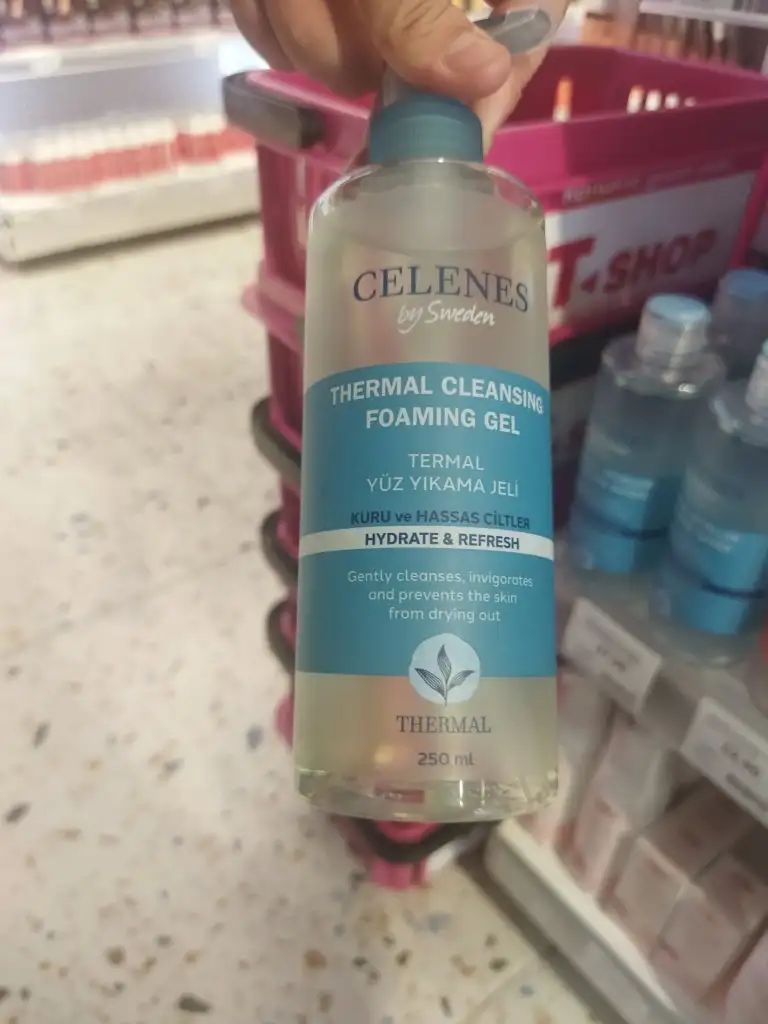 CELENES
by Sweden
THERMAL CLEANSING
FOAMING GEL
TERMAL
YÜZ YIKAMA JELİ
KURU ve HASSAS CİLTLER
HYDRATE & REFRESH
Gently cleanses, invigorates
and prevents the skin
from drying out
THERMAL
250 ml
T-SHOP